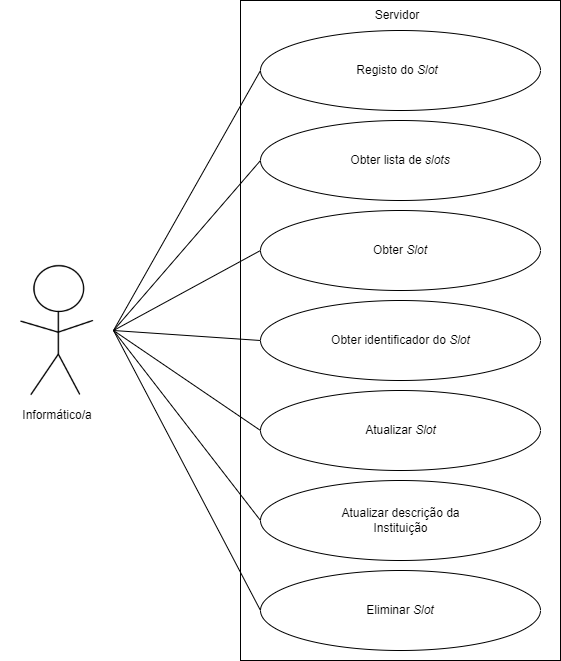 Servidor
Registo do Slot
Obter lista de slots
Obter Slot
Obter identificador do Slot
Atualizar Slot
Atualizar descrição da
Instituição
Eliminar Slot
Informático/a